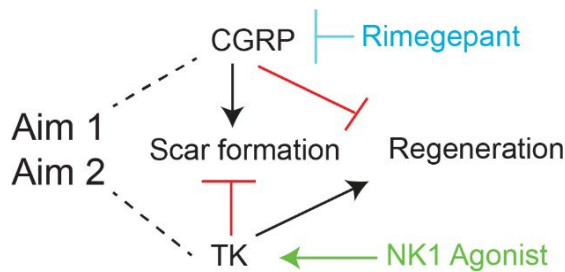 CGRP
Rimegepant
Aim 1
Aim 2
Scar formation
Regeneration
TK
NK1 Agonist